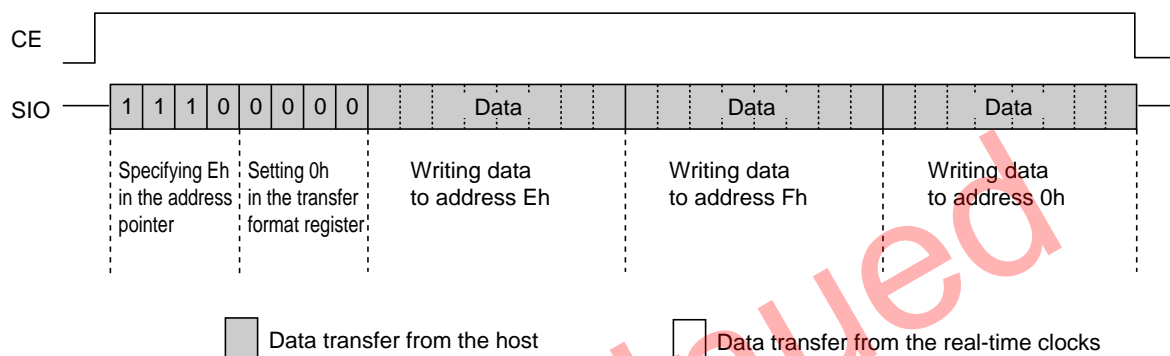 CE
SIO 1 1 1 0 0 0 0 0 Data Data Data
Specifying Eh
in the address
pointer
Setting 0h
in the transfer
format register
Writing data
to address Eh
Writing data
to address Fh
Writing data
to address 0h
Data transfer from the host
Data transfer from the real-time clocks